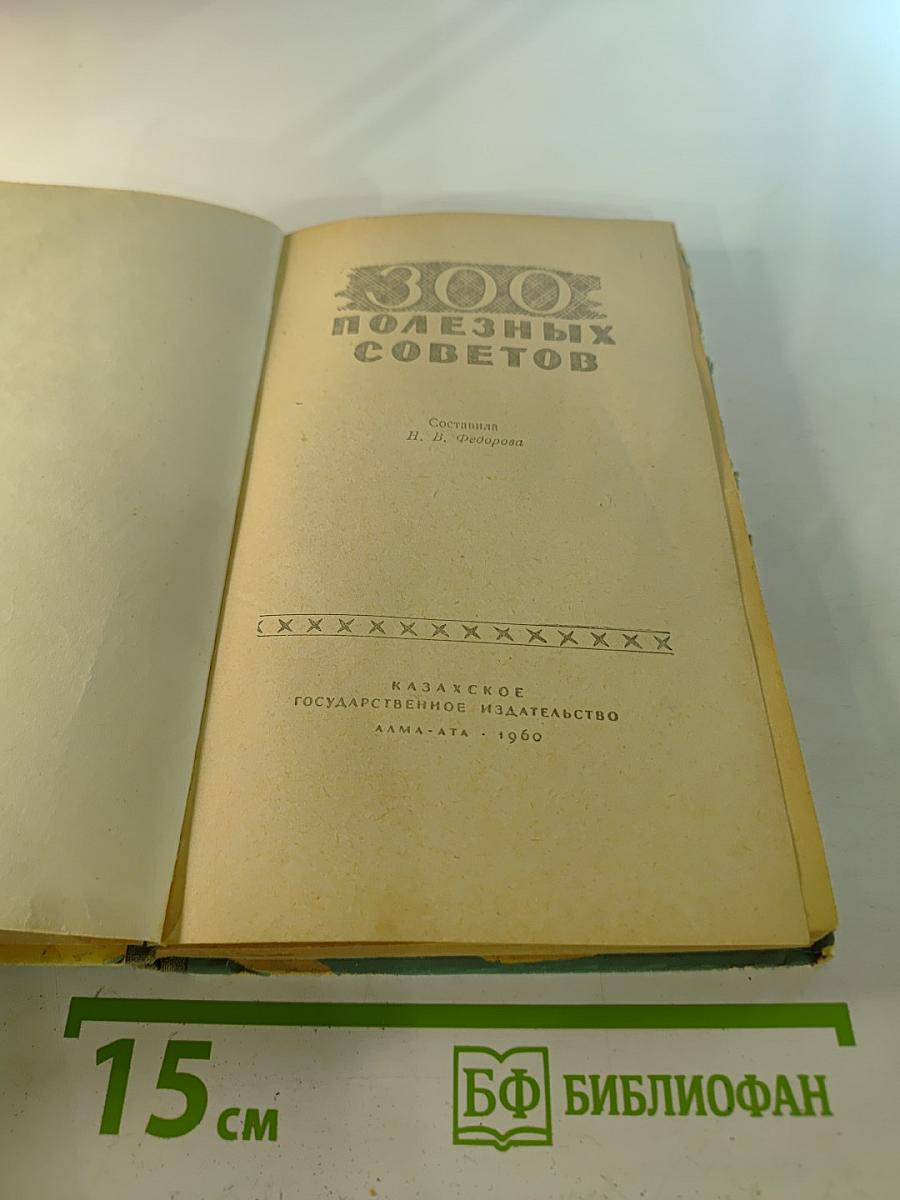 300
ПОЛЕЗНЫХ
СОВЕТОВ
Составила
Н. В. Федорова
КАЗАХСКОЕ
ГОСУДАРСТВЕННОЕ ИЗДАТЕЛЬСТВО
АЛМА-АТА • 1960
15 см
БФ БИБЛИОФАН